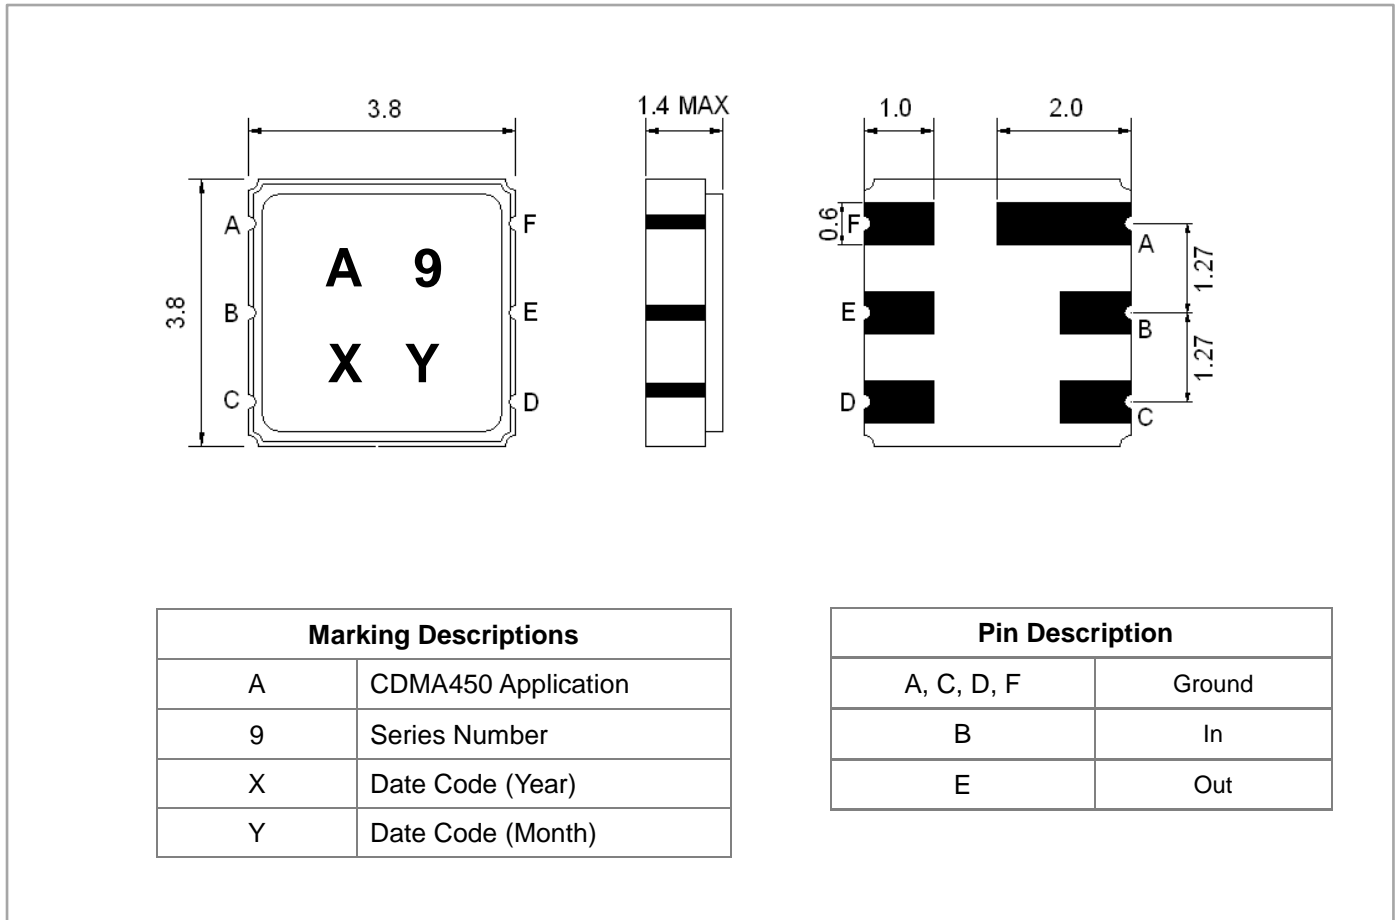 3.8
1.4 MAX
1.0
2.0
A
F
0.6
F
A
1.27
A 9
3.8
B
E
E
B
X Y
1.27
C
D
D
C
Marking Descriptions
A CDMA450 Application
9 Series Number
X Date Code (Year)
Y Date Code (Month)
Pin Description
A, C, D, F Ground
B In
E Out